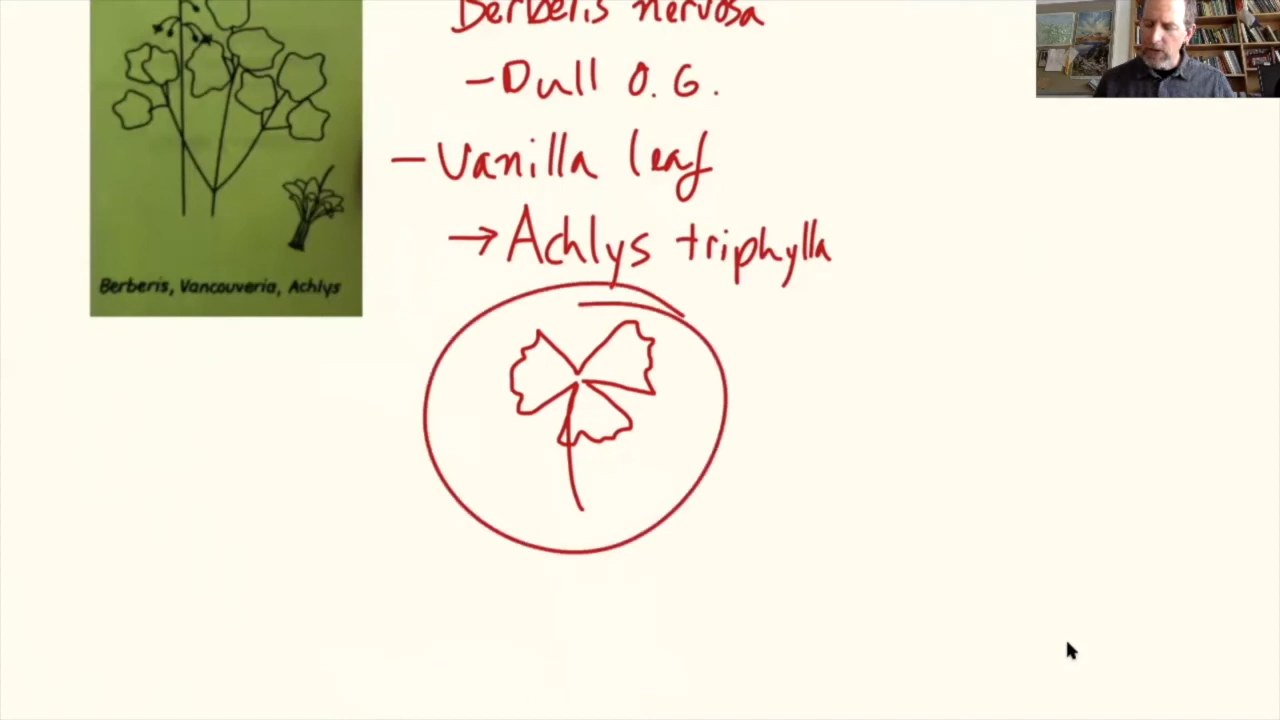 Berberis nervosa
- Dull O.G.
- Vanilla leaf
→ Achlys triphylla
Berberis, Vancouveria, Achlys